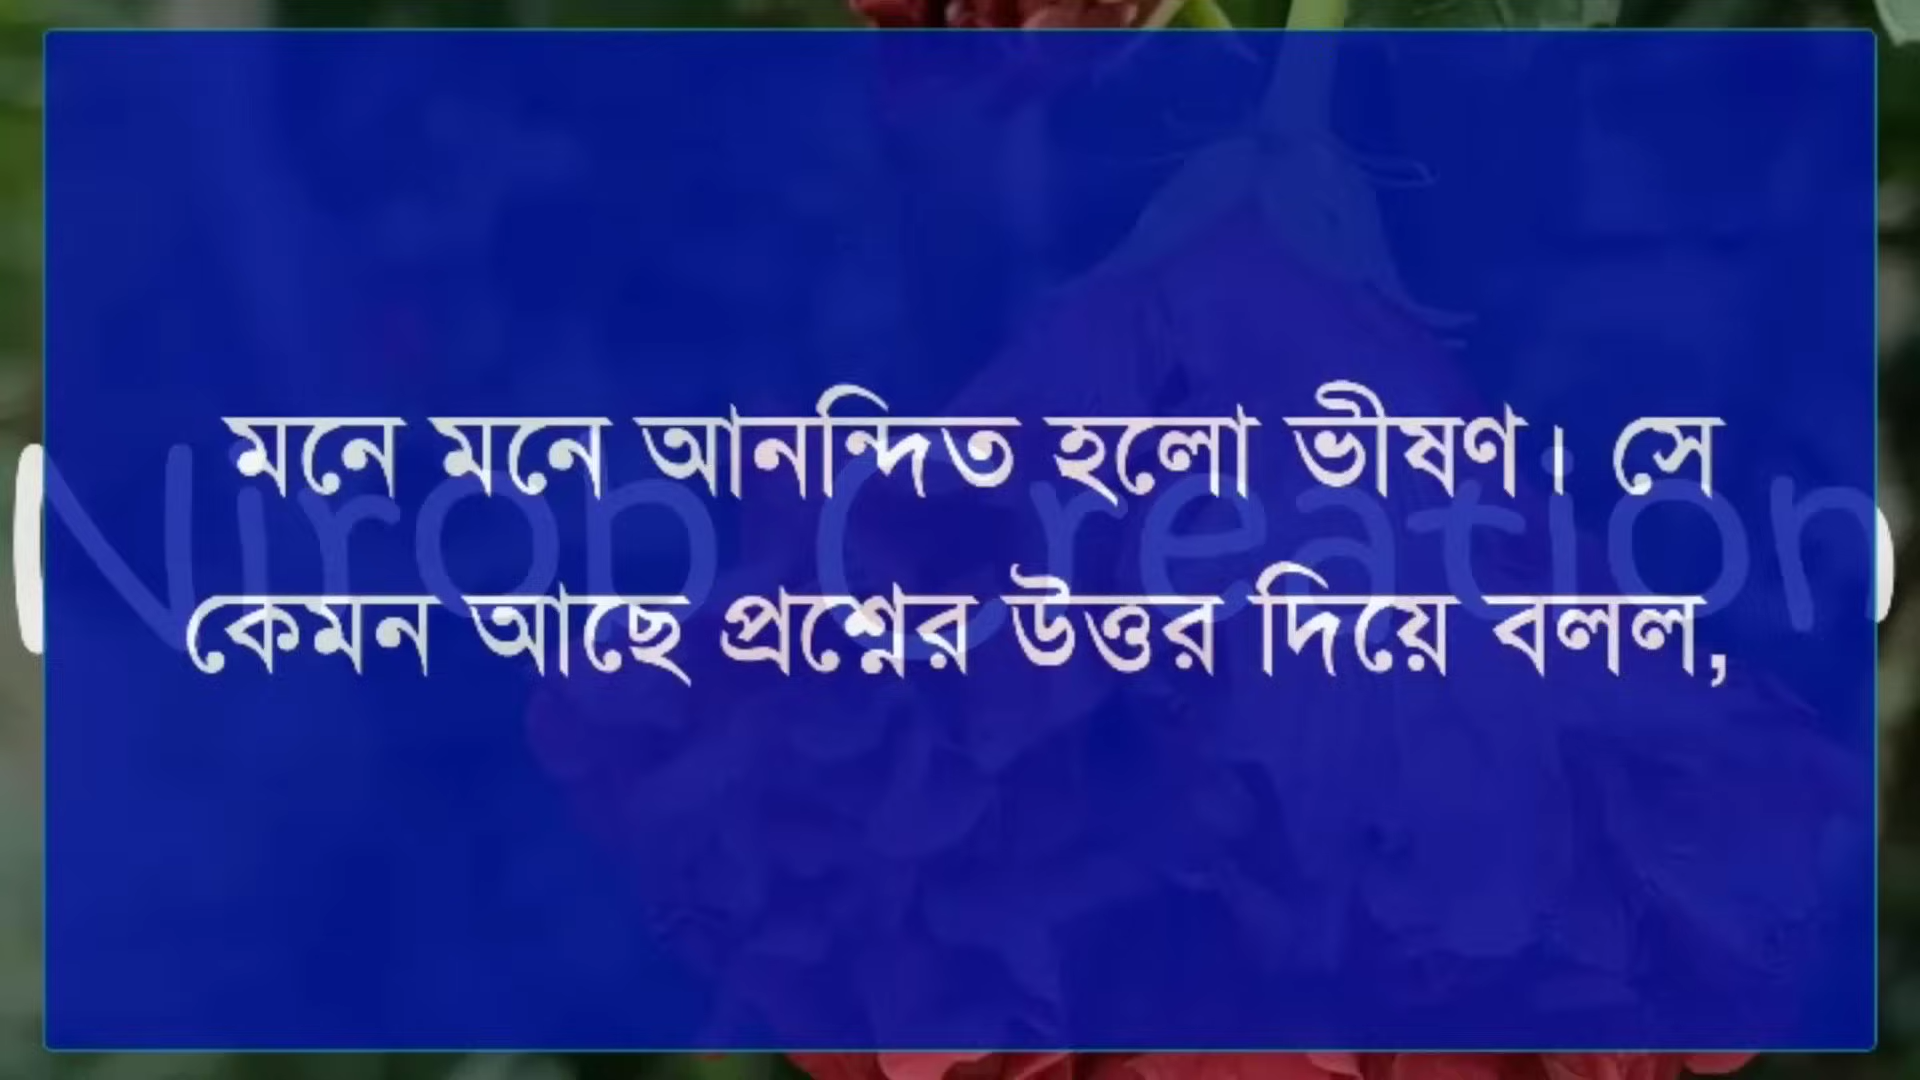 মনে মনে আনন্দিত হলো ভীষণ। সে
Nirob Creation
কেমন আছে প্রশ্নের উত্তর দিয়ে বলল,